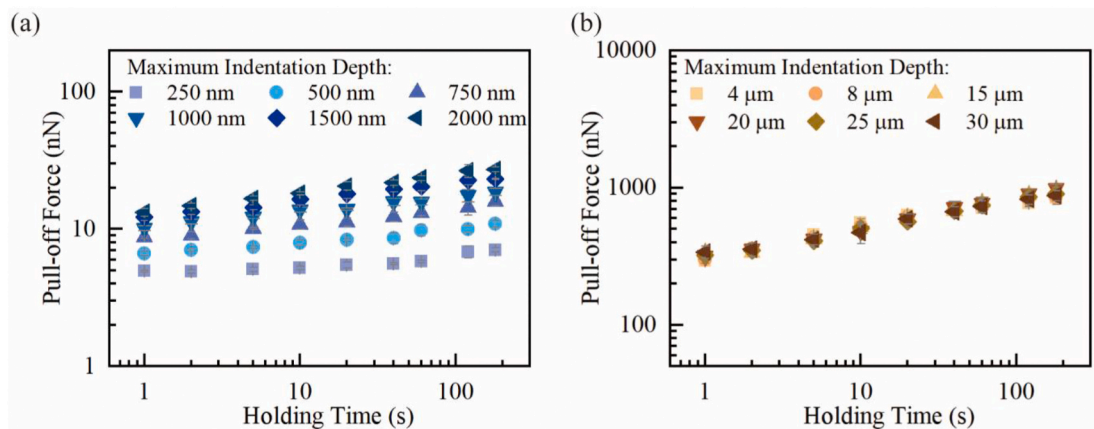 (a)
Maximum Indentation Depth:
250 nm 500 nm 750 nm
1000 nm 1500 nm 2000 nm
100
10
1
Pull-off Force (nN)
1 10 100
Holding Time (s)
(b)
Maximum Indentation Depth:
4 μm 8 μm 15 μm
20 μm 25 μm 30 μm
10000
1000
100
Pull-off Force (nN)
1 10 100
Holding Time (s)